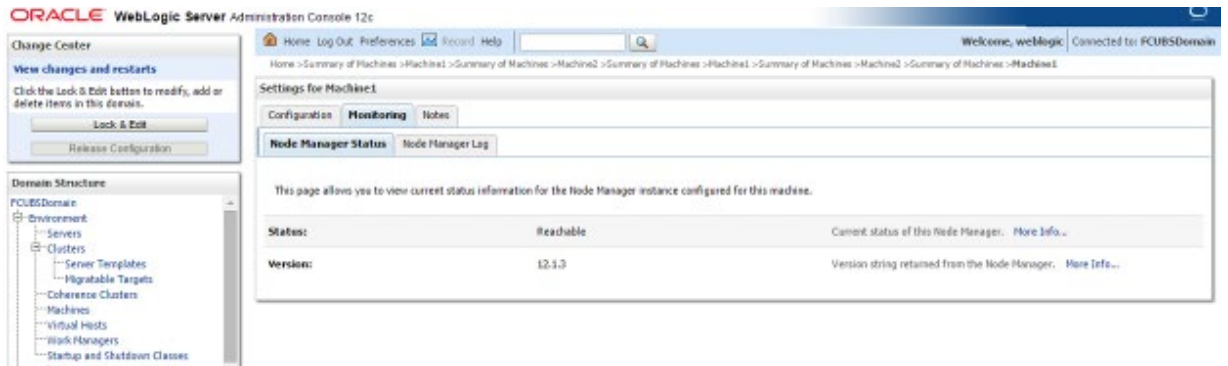 ORACLE WebLogic Server Administration Console 12c
Change Center
View changes and restarts
Click the Lock & Edit button to modify, add or
delete items in this domain.
Lock & Edit
Release Configuration
Domain Structure
FCUBSDomain
Environment
Servers
Clusters
Server Templates
Migratable Targets
Coherence Clusters
Machines
Virtual Hosts
Work Managers
Startup and Shutdown Classes
Home Log Out Preferences Record Help
Welcome, weblogic Connected to: FCUBSDomain
Home >Summary of Machines >Machine1 >Summary of Machines >Machine2 >Summary of Machines >Machine1 >Summary of Machines >Machine2 >Summary of Machines >Machine1
Settings for Machine1
Configuration Monitoring Notes
Node Manager Status Node Manager Log
This page allows you to view current status information for the Node Manager instance configured for this machine.
Status: Reachable Current status of this Node Manager. More Info...
Version: 12.1.3 Version string returned from the Node Manager. More Info...